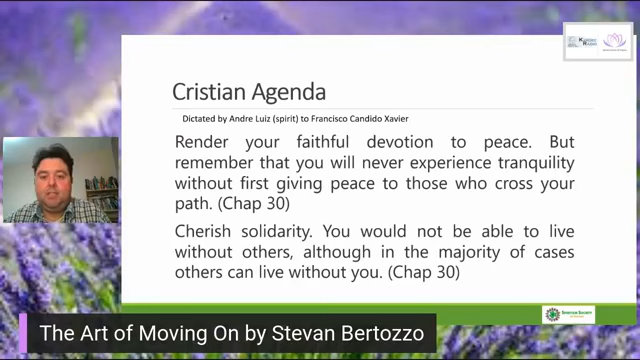 Cristian Agenda
Dictated by Andre Luiz (spirit) to Francisco Candido Xavier
Render your faithful devotion to peace. But
remember that you will never experience tranquility
without first giving peace to those who cross your
path. (Chap 30)
Cherish solidarity. You would not be able to live
without others, although in the majority of cases
others can live without you. (Chap 30)
The Art of Moving On by Stevan Bertozzo